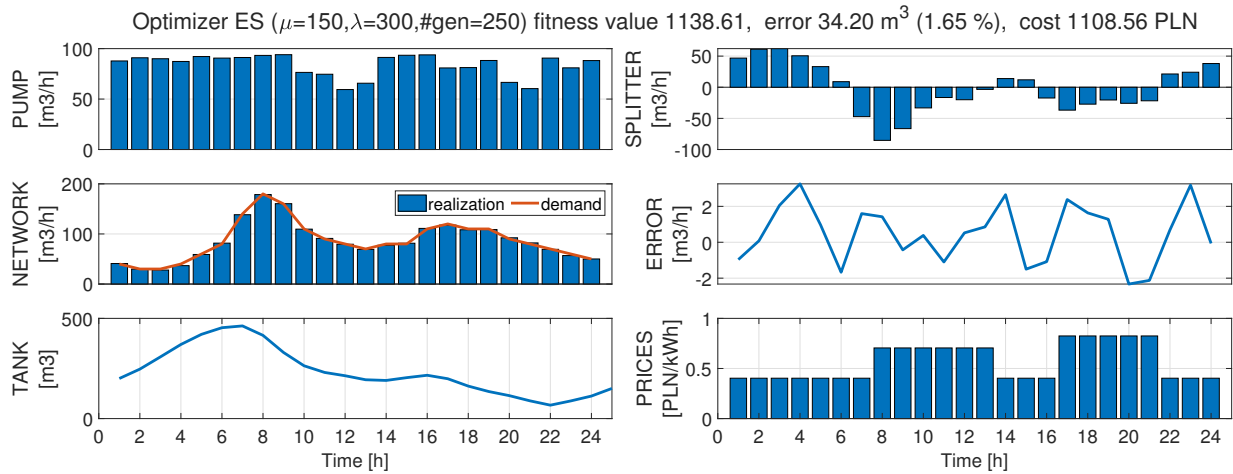 Optimizer ES (μ=150,λ=300,#gen=250) fitness value 1138.61, error 34.20 m³ (1.65 %), cost 1108.56 PLN
PUMP
[m3/h]
100
50
0
SPLITTER
[m3/h]
50
0
-50
-100
NETWORK
[m3/h]
200
100
0
realization
demand
ERROR
[m3/h]
2
0
-2
TANK
[m3]
500
0
0 2 4 6 8 10 12 14 16 18 20 22 24
Time [h]
PRICES
[PLN/kWh]
1
0.5
0
0 2 4 6 8 10 12 14 16 18 20 22 24
Time [h]